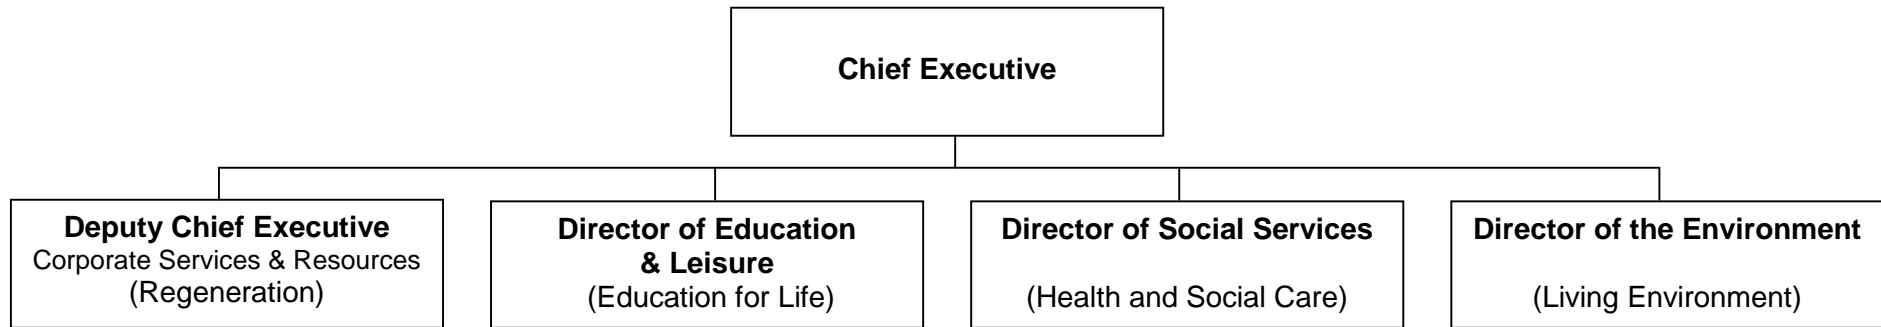 Chief Executive
Deputy Chief Executive
Corporate Services & Resources
(Regeneration)
Director of Education
& Leisure
(Education for Life)
Director of Social Services
(Health and Social Care)
Director of the Environment
(Living Environment)